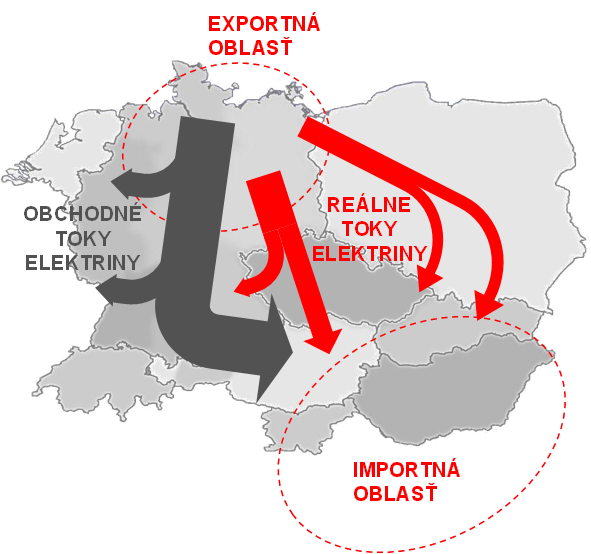 EXPORTNÁ
OBLASŤ
OBCHODNÉ
TOKY
ELEKTRINY
REÁLNE
TOKY
ELEKTRINY
IMPORTNÁ
OBLASŤ